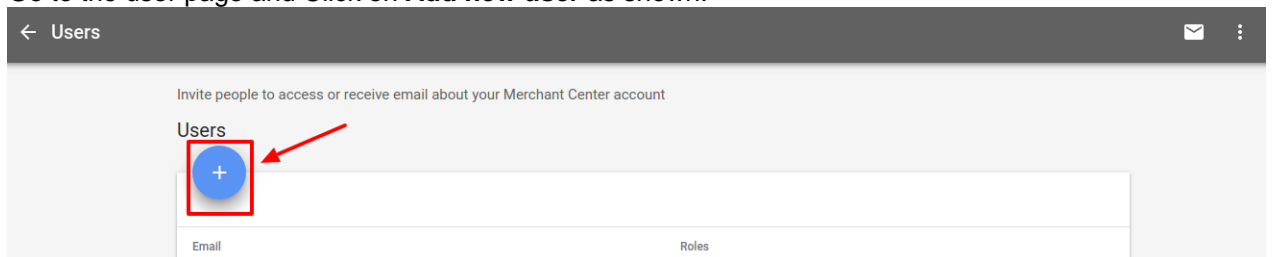 Go to the user page and Click on Add new user as shown.
Users
Invite people to access or receive email about your Merchant Center account
Users
+
Email Roles